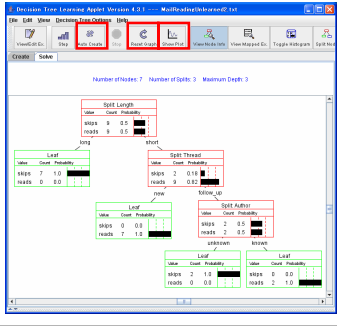 Decision Tree Learning Applet Version 4.3.1 --- MailReadingUnlearned2.txt
File Edit View Decision Tree Options Help
View/Edit Ex. Step Auto Create Stop Reset Graph Show Plot View Node Info View Mapped Ex. Toggle Histogram Split Node
Create Solve
Number of Nodes: 7 Number of Splits: 3 Maximum Depth: 3
Split: Length
Value Count Probability
skips 9 0.5
reads 9 0.5
long short
Leaf
Value Count Probability
skips 7 1.0
reads 0 0.0
Split: Thread
Value Count Probability
skips 2 0.18
reads 9 0.82
new follow_up
Leaf
Value Count Probability
skips 0 0.0
reads 7 1.0
Split: Author
Value Count Probability
skips 2 0.5
reads 2 0.5
unknown known
Leaf
Value Count Probability
skips 2 1.0
reads 0 0.0
Leaf
Value Count Probability
skips 0 0.0
reads 2 1.0